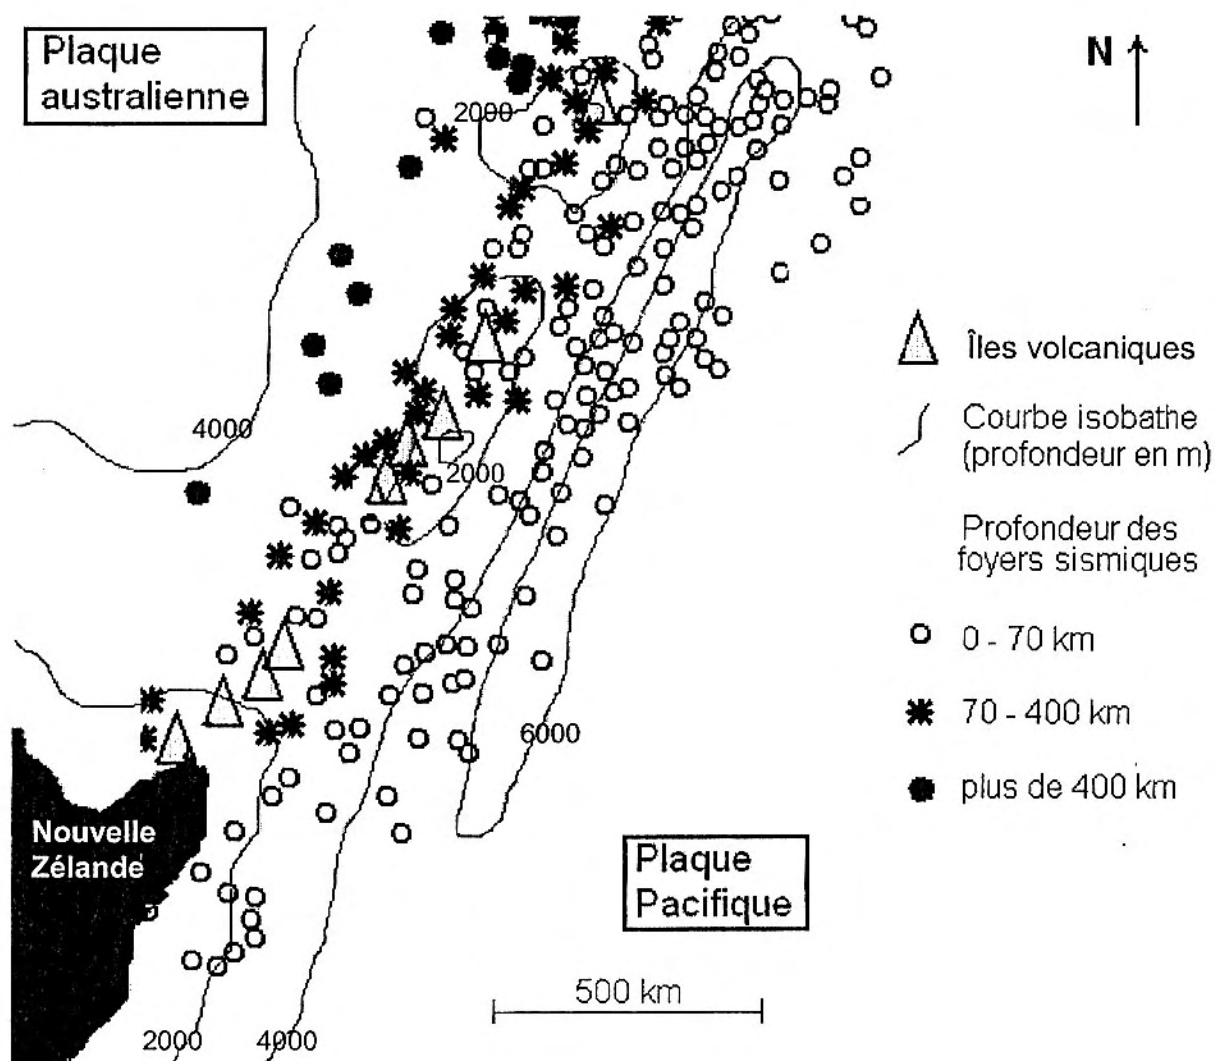 Plaque
australienne
N
2000
4000
2000
Îles volcaniques
Courbe isobathe
(profondeur en m)
Profondeur des
foyers sismiques
0 - 70 km
70 - 400 km
plus de 400 km
6000
Nouvelle
Zélande
Plaque
Pacifique
500 km
2000
4000